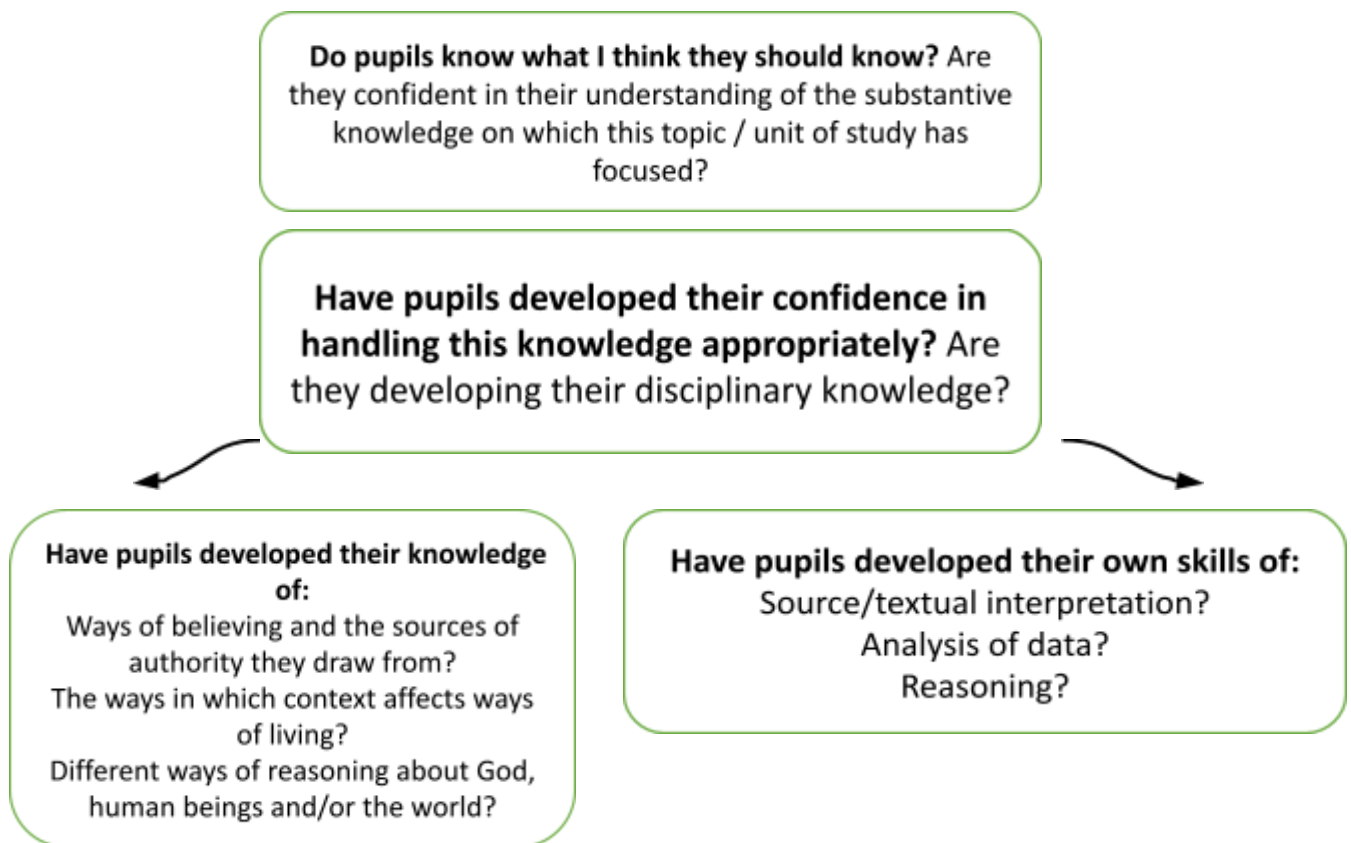 Do pupils know what I think they should know? Are
they confident in their understanding of the substantive
knowledge on which this topic / unit of study has
focused?
Have pupils developed their confidence in
handling this knowledge appropriately? Are
they developing their disciplinary knowledge?
Have pupils developed their knowledge
of:
Ways of believing and the sources of
authority they draw from?
The ways in which context affects ways
of living?
Different ways of reasoning about God,
human beings and/or the world?
Have pupils developed their own skills of:
Source/textual interpretation?
Analysis of data?
Reasoning?